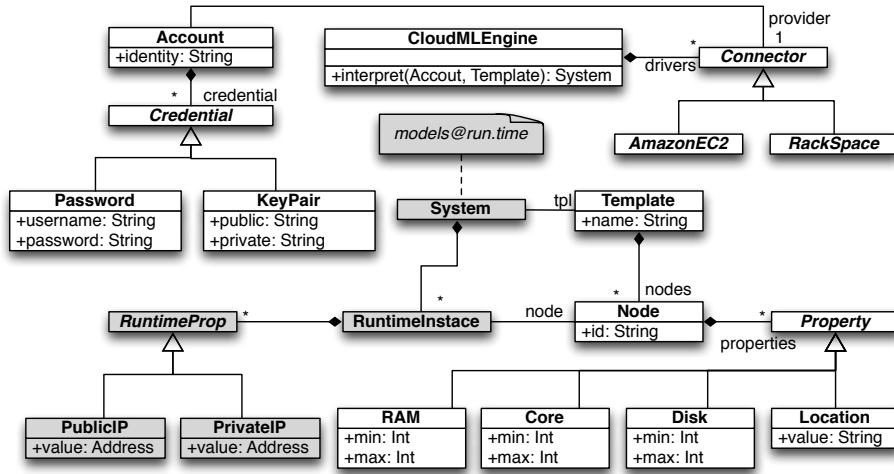 provider
Account
CloudMLEngine
1
+identity: String
*
Connector
+interpret(Accout, Template): System
drivers
*
credential
Credential
models@run.time
AmazonEC2
RackSpace
Password
KeyPair
System
tpl
Template
+username: String
+public: String
+name: String
+password: String
+private: String
*
nodes
*
RuntimeProp
*
RuntimeInstace
node
Node
*
Property
+id: String
properties
PublicIP
PrivateIP
RAM
Core
Disk
Location
+value: Address
+value: Address
+min: Int
+min: Int
+min: Int
+value: String
+max: Int
+max: Int
+max: Int